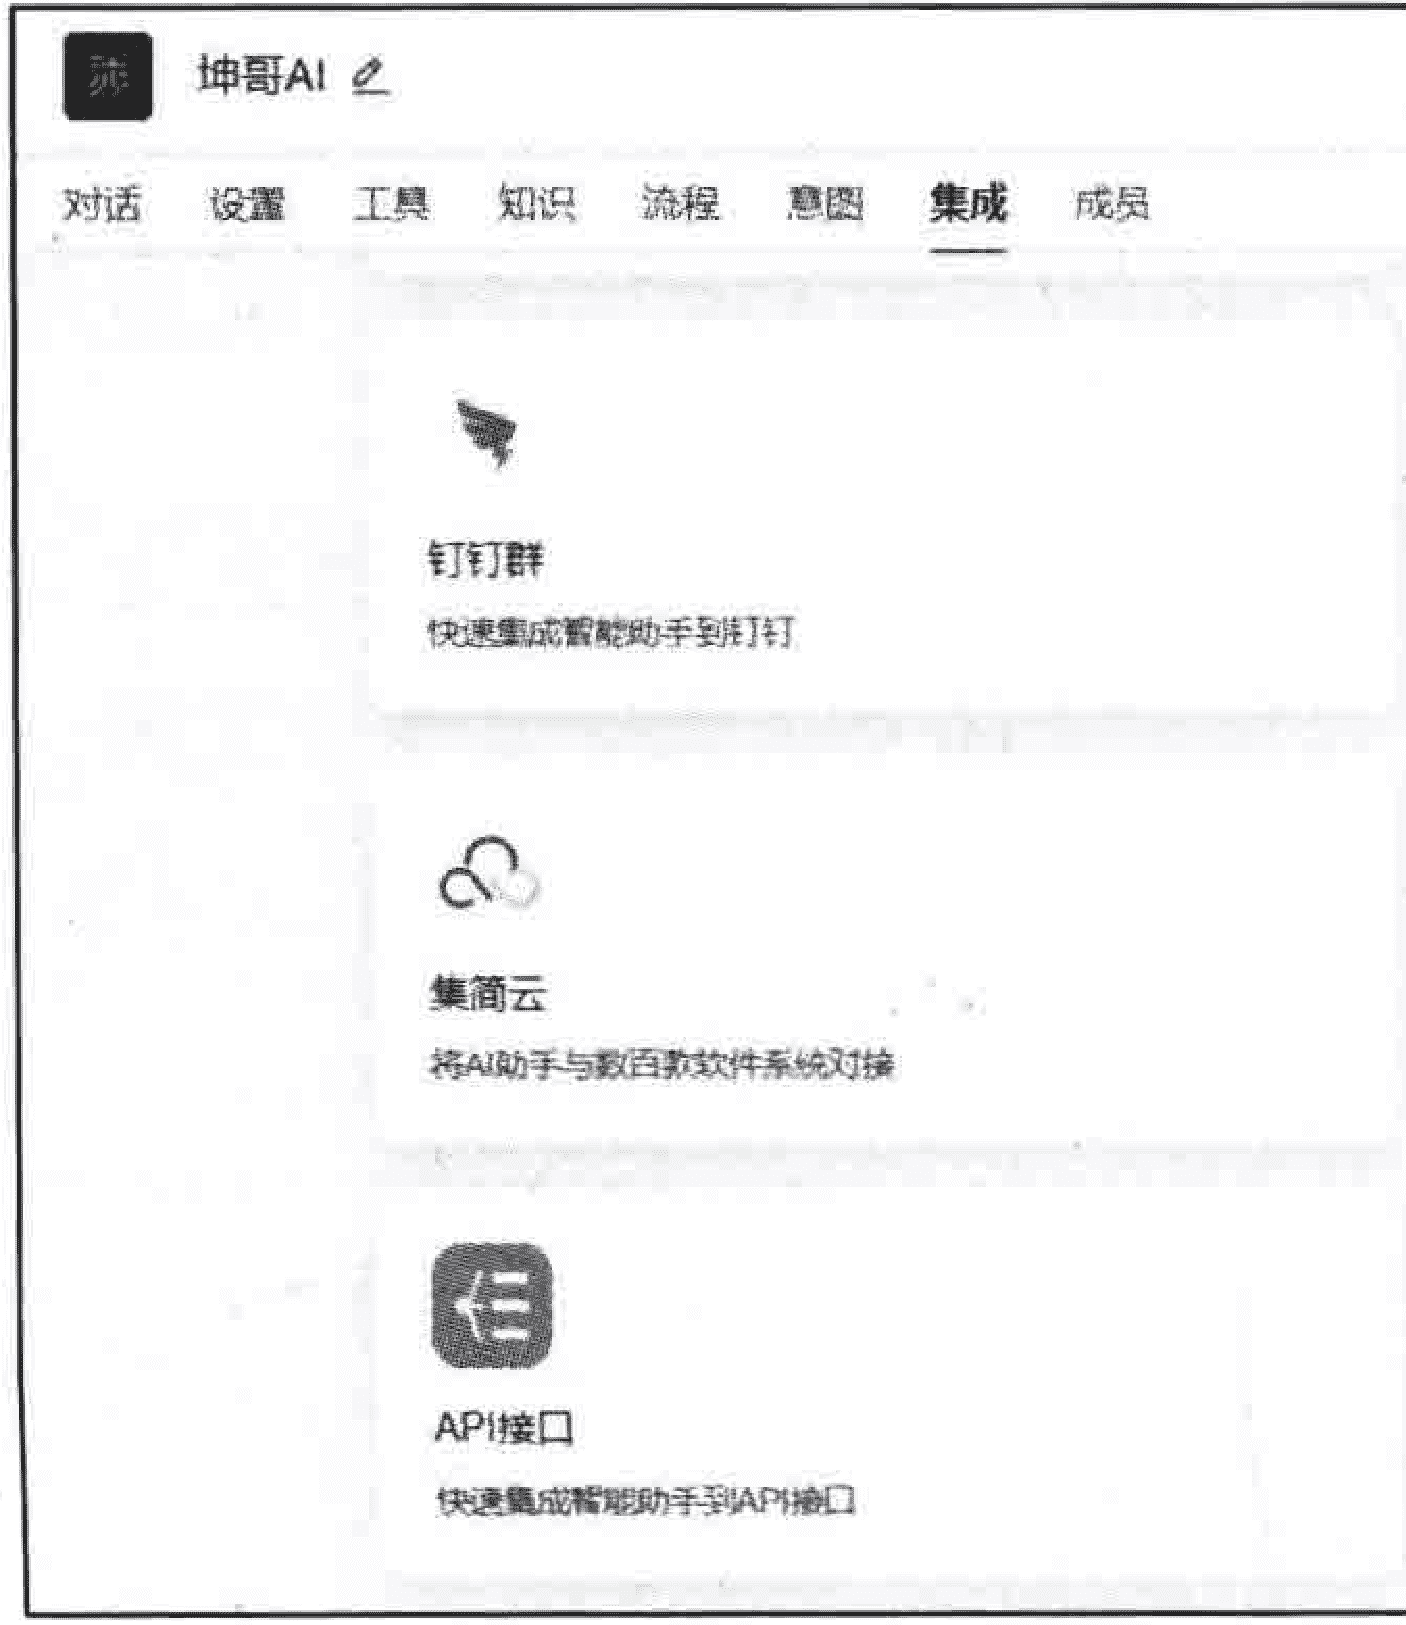 坤哥AI
对话 设置 工具 知识 流程 意图 集成 成员
钉钉群
快速集成智能助手到钉钉
集简云
将AI助手与数百款软件系统对接
API接口
快速集成智能助手到API接口